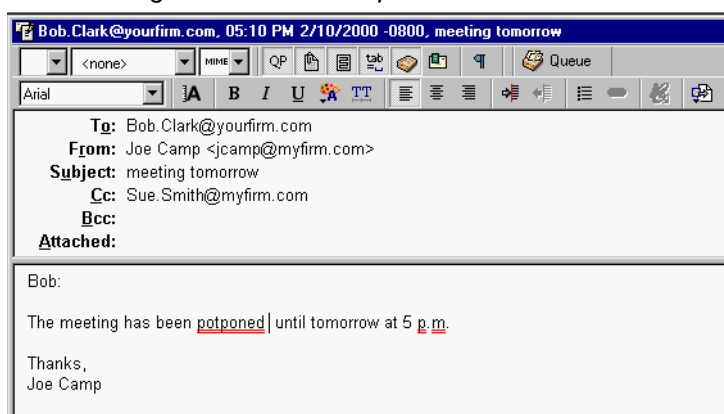 Bob.Clark@yourfirm.com, 05:10 PM 2/10/2000 -0800, meeting tomorrow
<none> MIME QP tab Queue
Arial A B I U A TT
To: Bob.Clark@yourfirm.com
From: Joe Camp <jcamp@myfirm.com>
Subject: meeting tomorrow
Cc: Sue.Smith@myfirm.com
Bcc:
Attached:
Bob:
The meeting has been potponed until tomorrow at 5 p.m.
Thanks,
Joe Camp